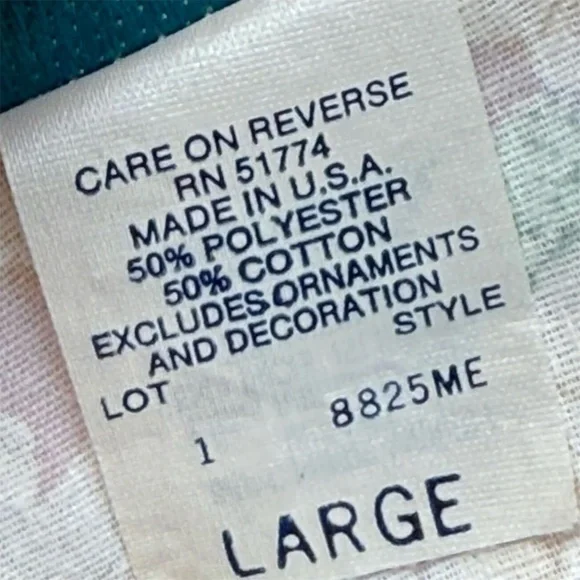 CARE ON REVERSE
RN 51774
MADE IN U.S.A.
50% POLYESTER
50% COTTON
EXCLUDES ORNAMENTS
AND DECORATION
LOT STYLE
1 8825ME
LARGE